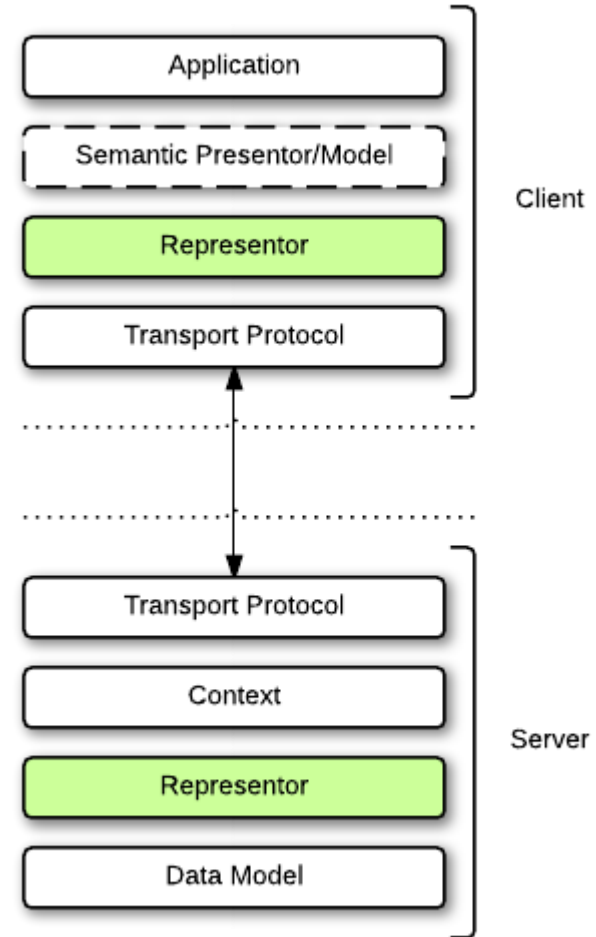 Application
Semantic Presentor/Model
Client
Representor
Transport Protocol
Transport Protocol
Context
Server
Representor
Data Model